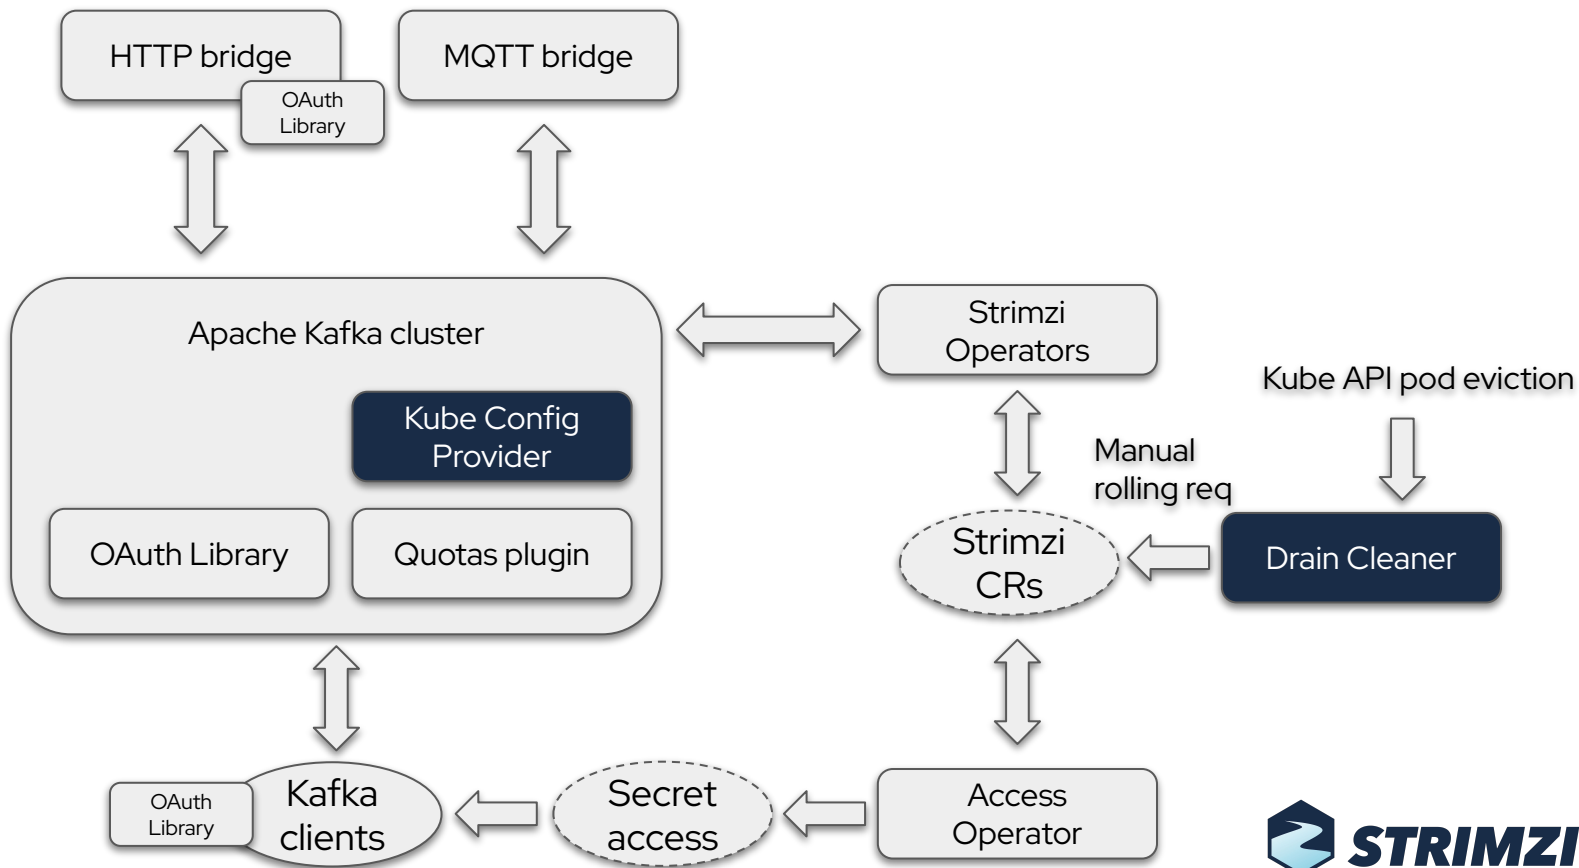 HTTP bridge
OAuth
Library
MQTT bridge
Apache Kafka cluster
Kube Config
Provider
OAuth Library
Quotas plugin
Strimzi
Operators
Kube API pod eviction
Manual
rolling req
Strimzi
CRs
Drain Cleaner
OAuth
Library
Kafka
clients
Secret
access
Access
Operator
STRIMZI